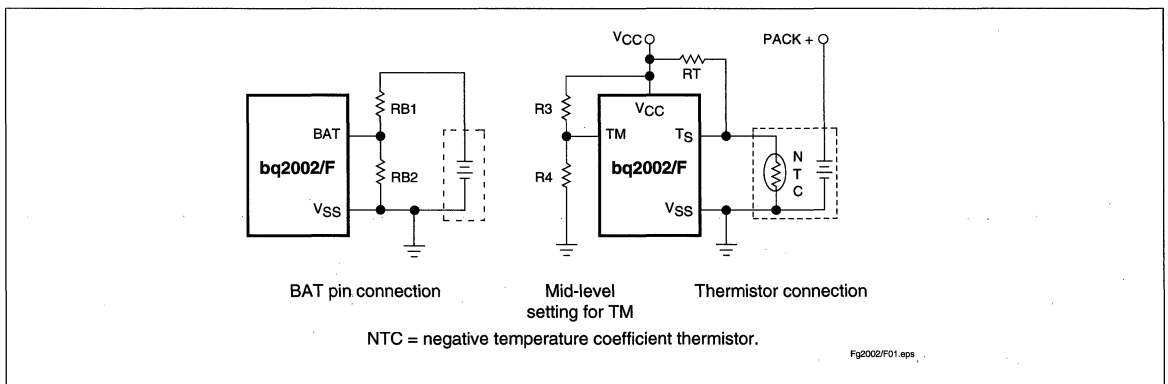 VCC
PACK +
RT
RB1
R3
VCC
BAT
TM
TS
bq2002/F
RB2
R4
bq2002/F
N
T
C
VSS
VSS
BAT pin connection
Mid-level
setting for TM
Thermistor connection
NTC = negative temperature coefficient thermistor.
Fg2002/F01.eps